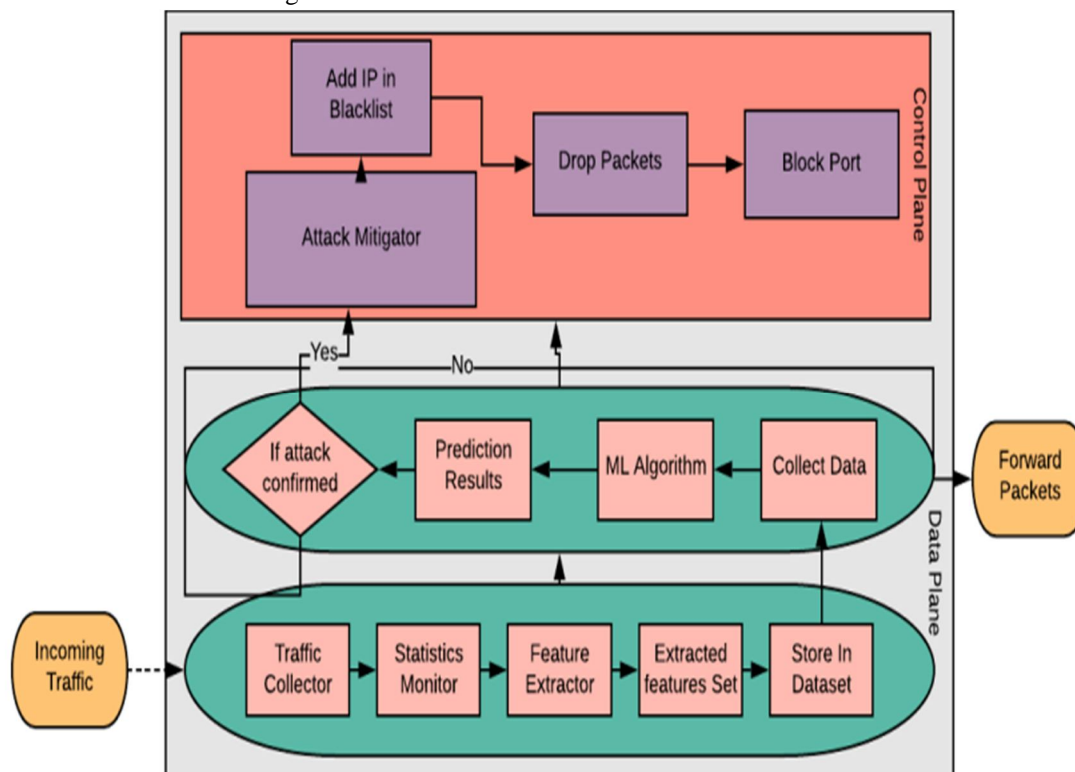 Add IP in
Blacklist
Drop Packets
Block Port
Attack Mitigator
Control Plane
Yes
No
If attack
confirmed
Prediction
Results
ML Algorithm
Collect Data
Forward
Packets
Data Plane
Incoming
Traffic
Traffic
Collector
Statistics
Monitor
Feature
Extractor
Extracted
features Set
Store In
Dataset